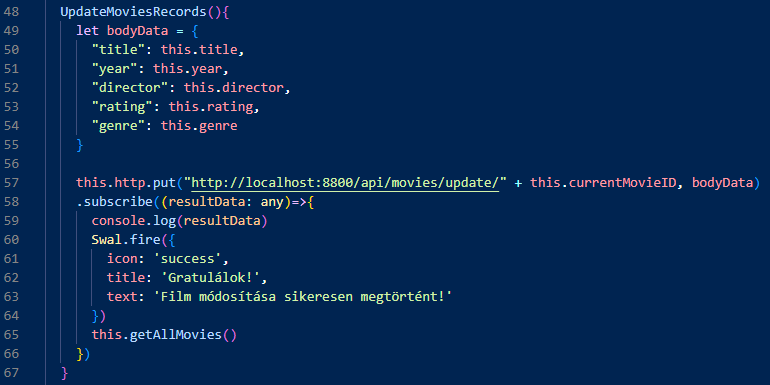 48 UpdateMoviesRecords(){
49 let bodyData = {
50 "title": this.title,
51 "year": this.year,
52 "director": this.director,
53 "rating": this.rating,
54 "genre": this.genre
55 }
56
57 this.http.put("http://localhost:8800/api/movies/update/" + this.currentMovieID, bodyData)
58 .subscribe((resultData: any)=>{
59 console.log(resultData)
60 Swal.fire({
61 icon: 'success',
62 title: 'Gratulálok!',
63 text: 'Film módosítása sikeresen megtörtént!'
64 })
65 this.getAllMovies()
66 })
67 }